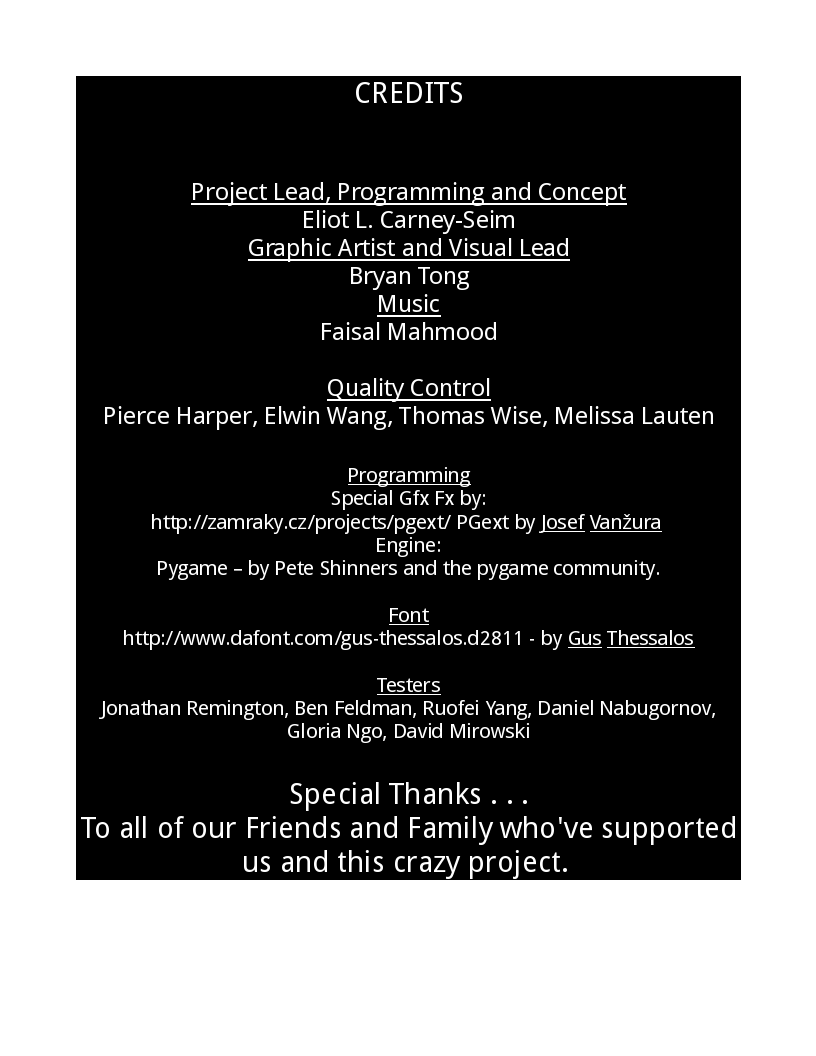 CREDITS
Project Lead, Programming and Concept
Eliot L. Carney-Seim
Graphic Artist and Visual Lead
Bryan Tong
Music
Faisal Mahmood
Quality Control
Pierce Harper, Elwin Wang, Thomas Wise, Melissa Lauten
Programming
Special Gfx Fx by:
http://zamraky.cz/projects/pgext/ PGext by Josef Vanžura
Engine:
Pygame – by Pete Shinners and the pygame community.
Font
http://www.dafont.com/gus-thessalos.d2811 - by Gus Thessalos
Testers
Jonathan Remington, Ben Feldman, Ruofei Yang, Daniel Nabugornov,
Gloria Ngo, David Mirowski
Special Thanks . . .
To all of our Friends and Family who've supported
us and this crazy project.